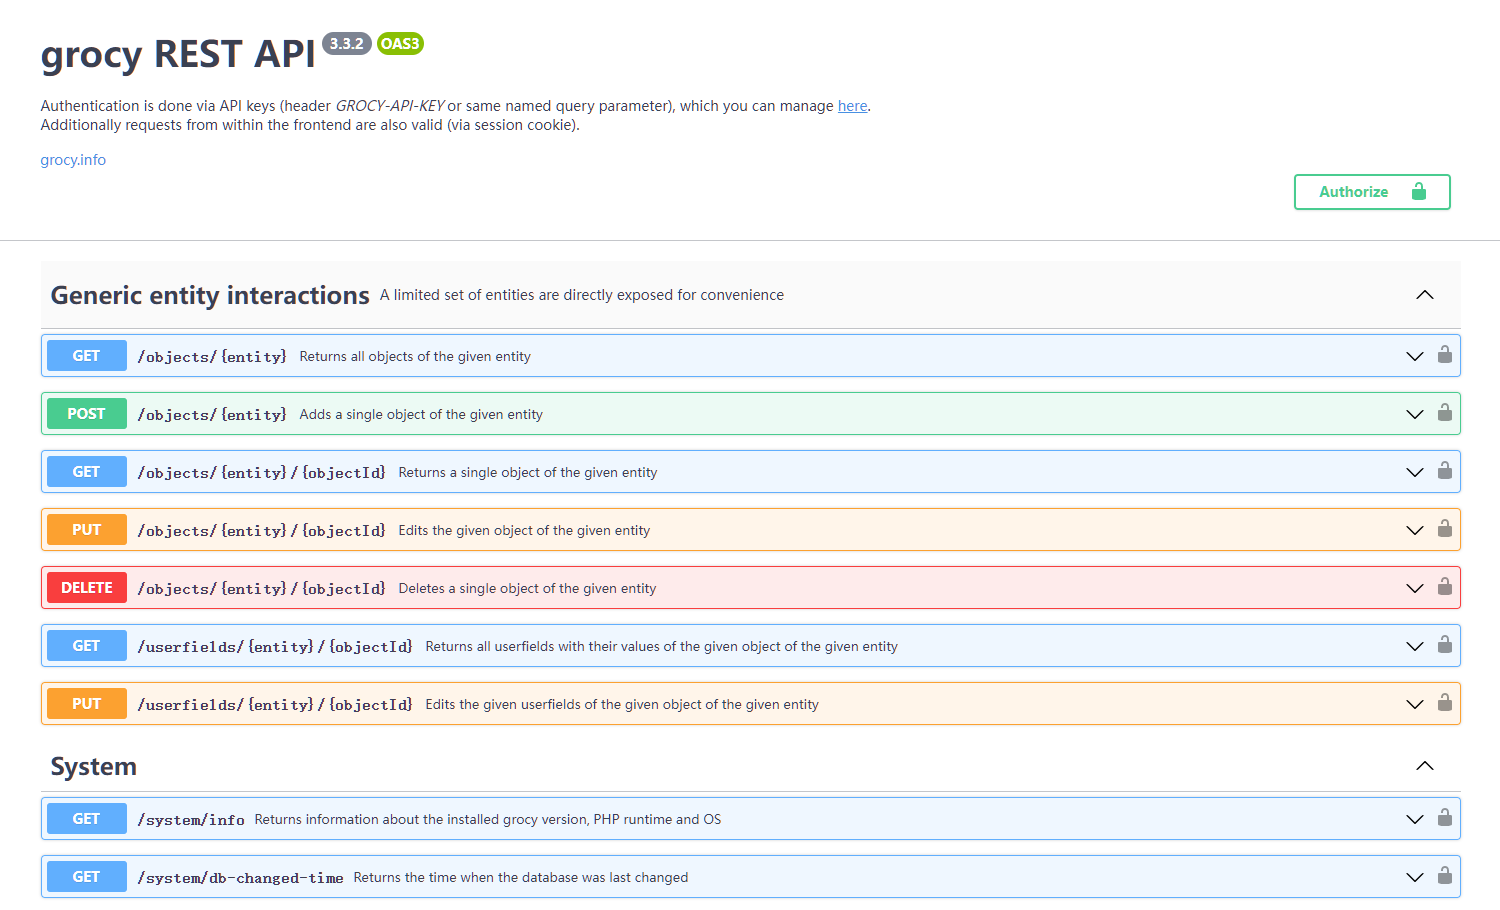 grocy REST API 3.3.2 OAS3
Authentication is done via API keys (header GROCY-API-KEY or same named query parameter), which you can manage here.
Additionally requests from within the frontend are also valid (via session cookie).
grocy.info
Authorize
Generic entity interactions A limited set of entities are directly exposed for convenience
GET /objects/{entity} Returns all objects of the given entity
POST /objects/{entity} Adds a single object of the given entity
GET /objects/{entity}/{objectId} Returns a single object of the given entity
PUT /objects/{entity}/{objectId} Edits the given object of the given entity
DELETE /objects/{entity}/{objectId} Deletes a single object of the given entity
GET /userfields/{entity}/{objectId} Returns all userfields with their values of the given object of the given entity
PUT /userfields/{entity}/{objectId} Edits the given userfields of the given object of the given entity
System
GET /system/info Returns information about the installed grocy version, PHP runtime and OS
GET /system/db-changed-time Returns the time when the database was last changed